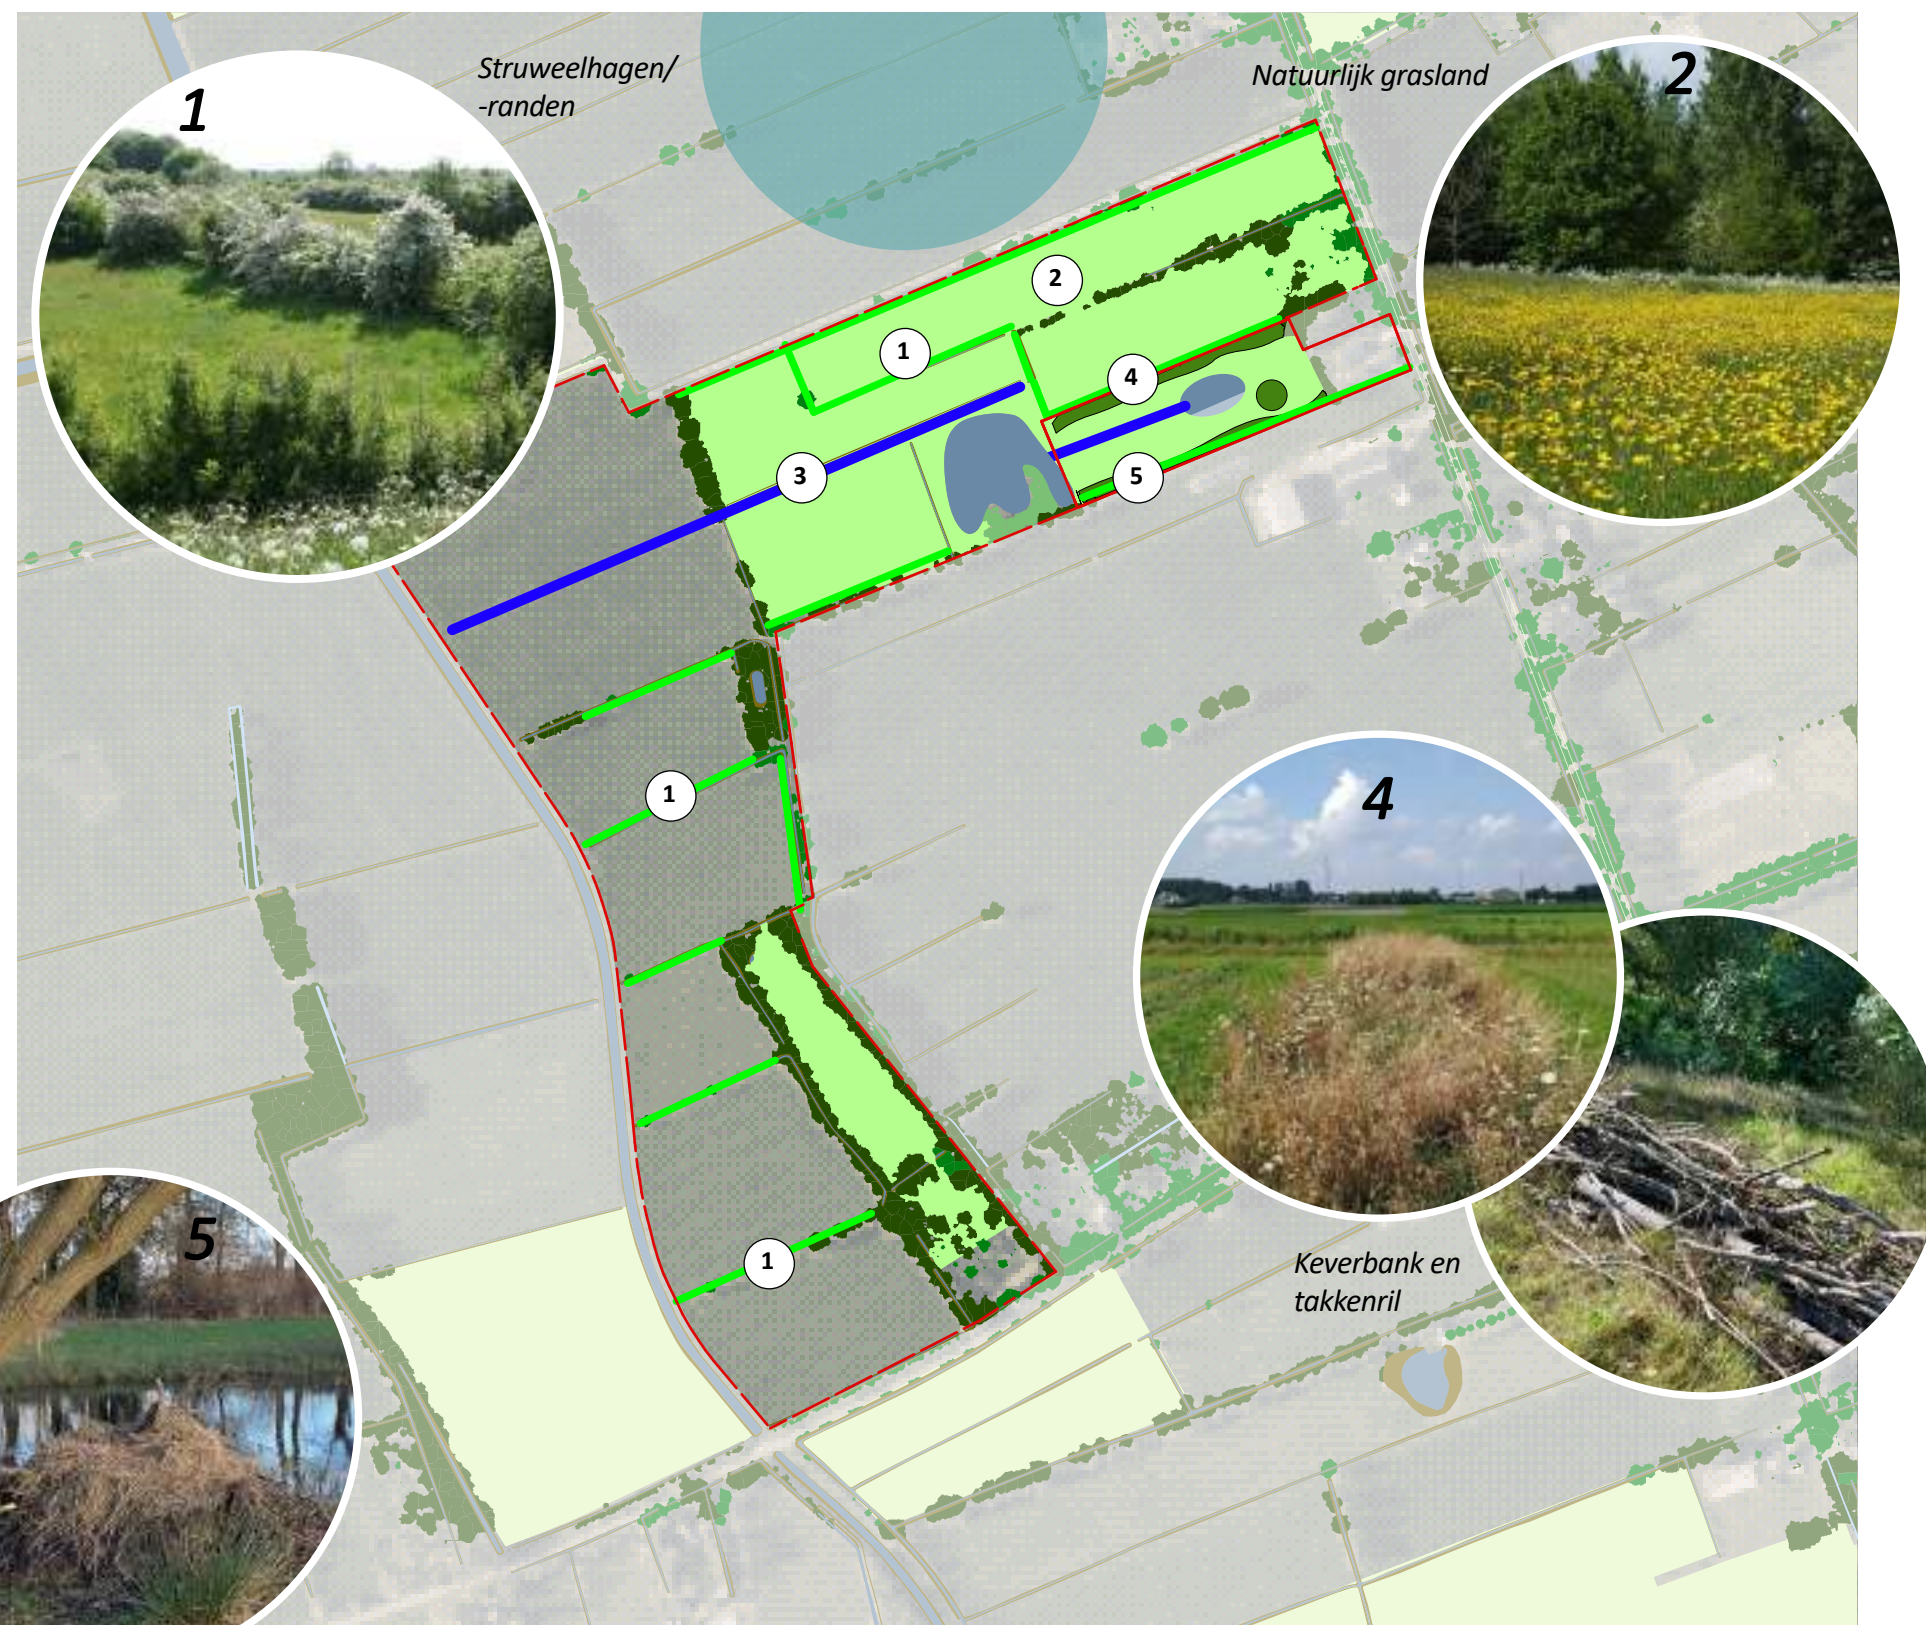 1
Struweelhagen/
-randen
Natuurlijk grasland
2
2
1
4
3
5
1
4
5
1
Keverbank en
takkenril